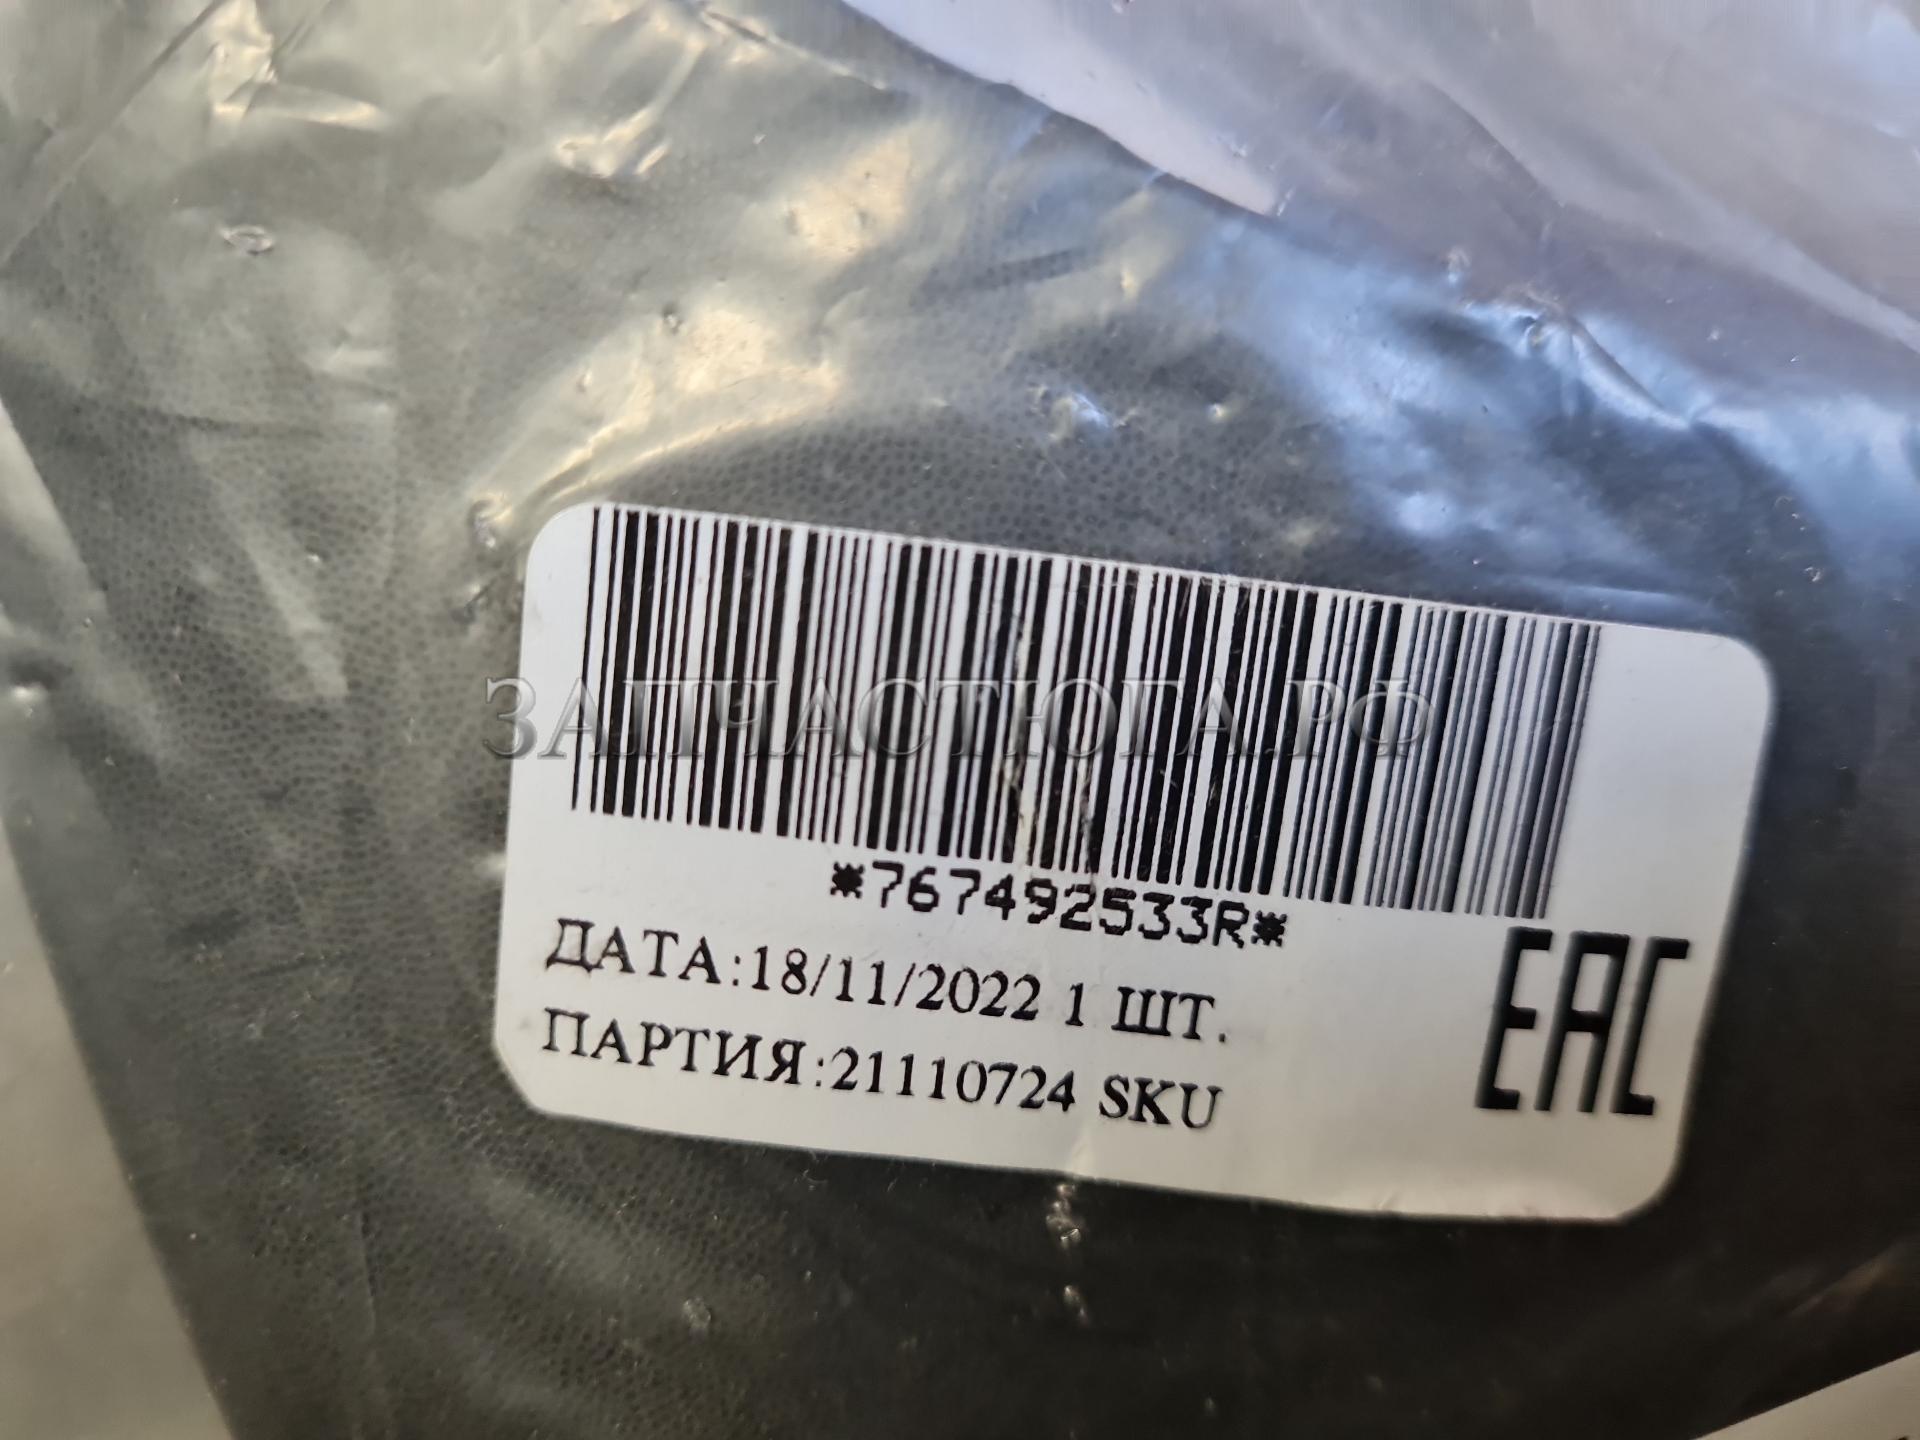 ЗАПЧАСТЮГА.РФ
*767492533R*
ДАТА:18/11/2022 1 ШТ.
ПАРТИЯ:21110724 SKU
EAC